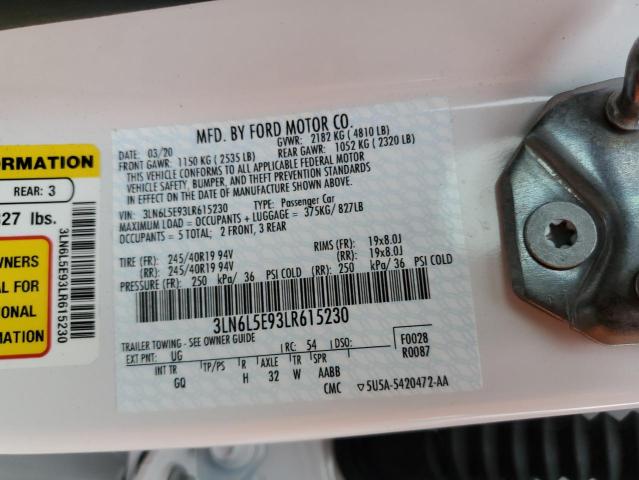 MFD. BY FORD MOTOR CO.
DATE: 03/20 GVWR: 2182 KG (4810 LB)
FRONT GAWR: 1150 KG (2535 LB) REAR GAWR: 1052 KG (2320 LB)
THIS VEHICLE CONFORMS TO ALL APPLICABLE FEDERAL MOTOR
VEHICLE SAFETY, BUMPER, AND THEFT PREVENTION STANDARDS
IN EFFECT ON THE DATE OF MANUFACTURE SHOWN ABOVE.
VIN: 3LN6L5E93LR615230 TYPE: Passenger Car
MAXIMUM LOAD = OCCUPANTS + LUGGAGE = 375KG/ 827LB
OCCUPANTS = 5 TOTAL: 2 FRONT, 3 REAR
TIRE (FR): 245/40R19 94V RIMS (FR): 19x8.0J
(RR): 245/40R19 94V (RR): 19x8.0J
PRESSURE (FR): 250 kPa/ 36 PSI COLD (RR): 250 kPa/ 36 PSI COLD
3LN6L5E93LR615230
TRAILER TOWING - SEE OWNER GUIDE
EXT PNT: UG RC: 54 DSO: F0028
R0087
INT TR TP/PS R AXLE TR SPR
GQ H 32 W AABB
CMC ▽5U5A-5420472-AA
ORMATION
REAR: 3
827 lbs.
WNERS
AL FOR
ONAL
TION
3LN6L5E93LR615230